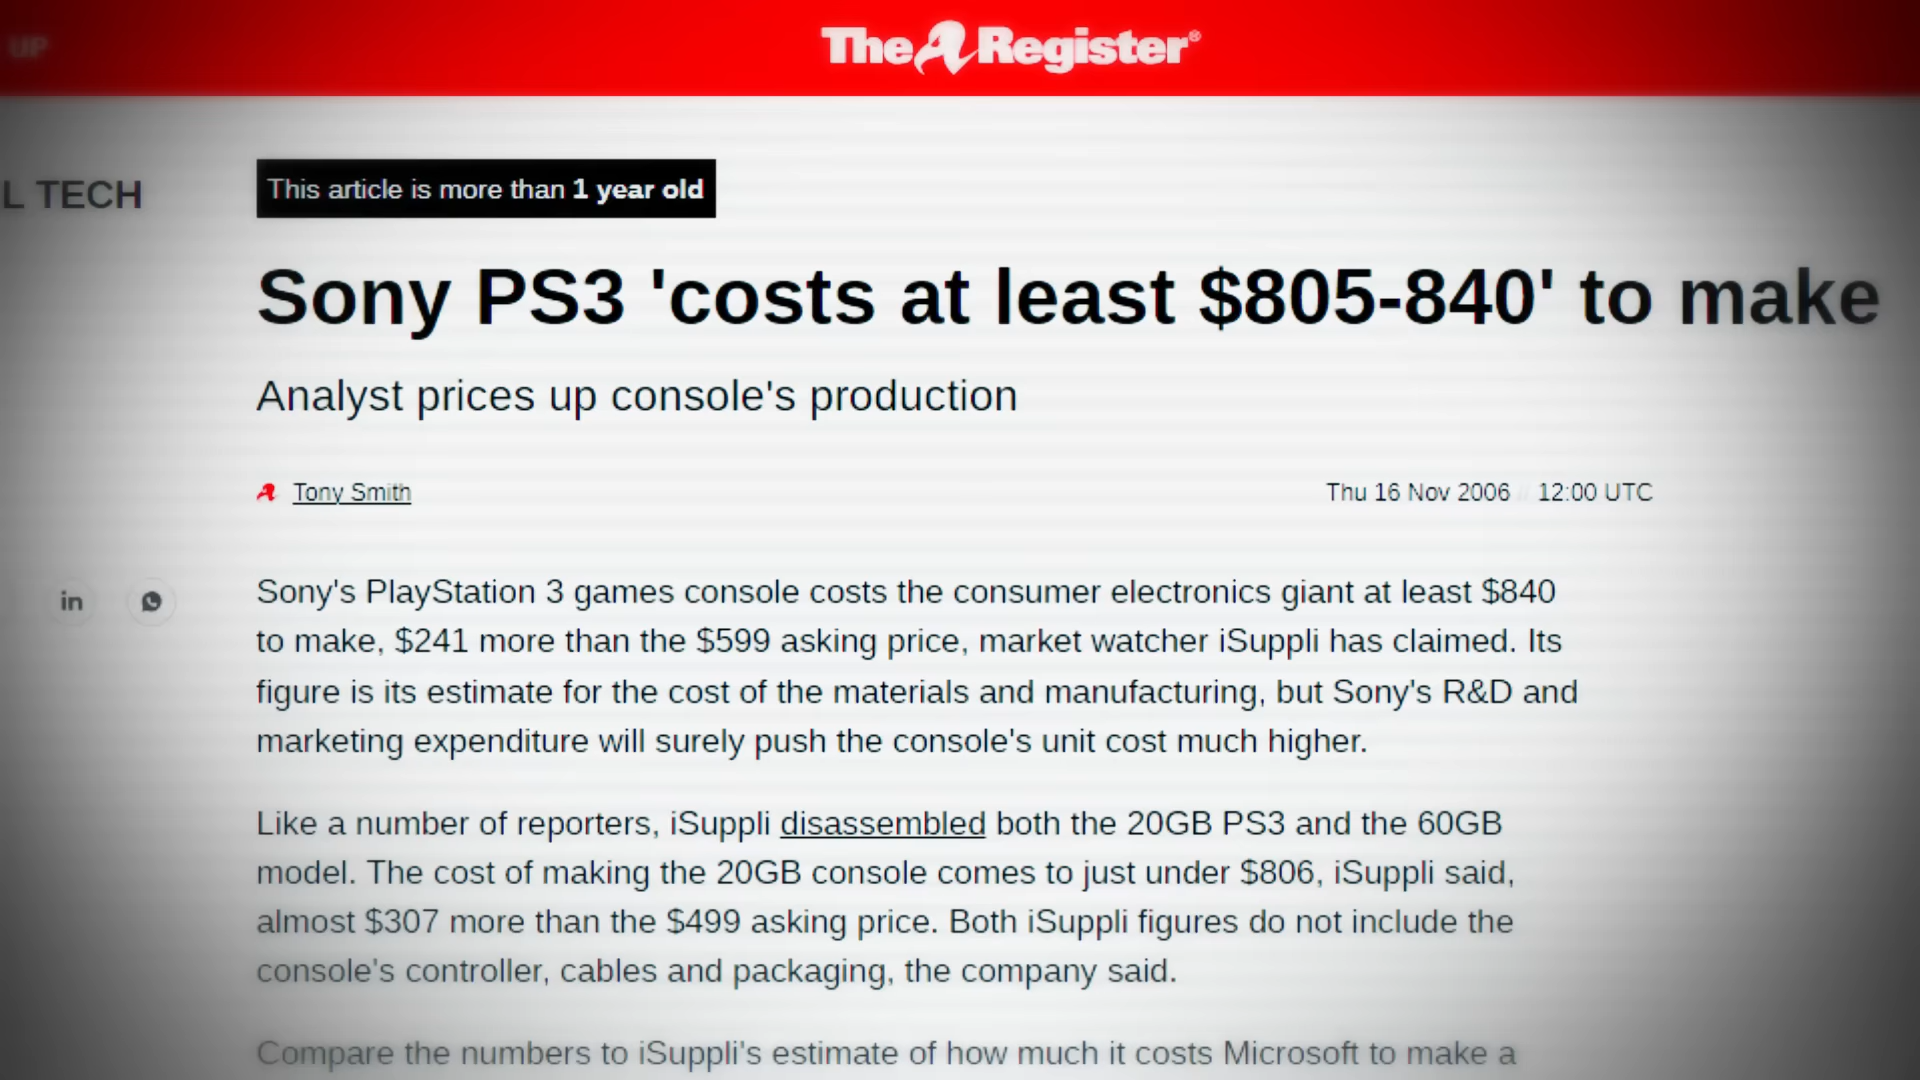 UP
The Register®
L TECH
This article is more than 1 year old
Sony PS3 'costs at least $805-840' to make
Analyst prices up console's production
Tony Smith
Thu 16 Nov 2006 // 12:00 UTC
in
Sony's PlayStation 3 games console costs the consumer electronics giant at least $840
to make, $241 more than the $599 asking price, market watcher iSuppli has claimed. Its
figure is its estimate for the cost of the materials and manufacturing, but Sony's R&D and
marketing expenditure will surely push the console's unit cost much higher.
Like a number of reporters, iSuppli disassembled both the 20GB PS3 and the 60GB
model. The cost of making the 20GB console comes to just under $806, iSuppli said,
almost $307 more than the $499 asking price. Both iSuppli figures do not include the
console's controller, cables and packaging, the company said.
Compare the numbers to iSuppli's estimate of how much it costs Microsoft to make a